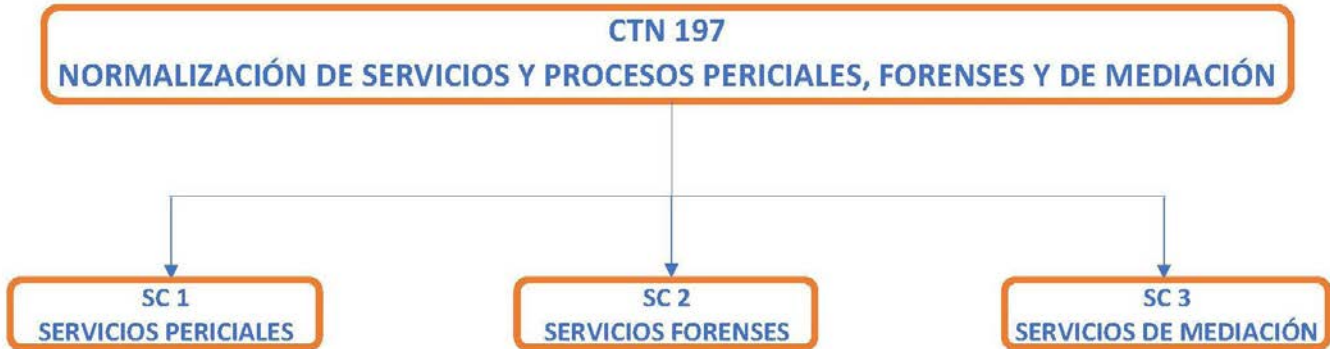 CTN 197
NORMALIZACIÓN DE SERVICIOS Y PROCESOS PERICIALES, FORENSES Y DE MEDIACIÓN
SC 1
SERVICIOS PERICIALES
SC 2
SERVICIOS FORENSES
SC 3
SERVICIOS DE MEDIACIÓN